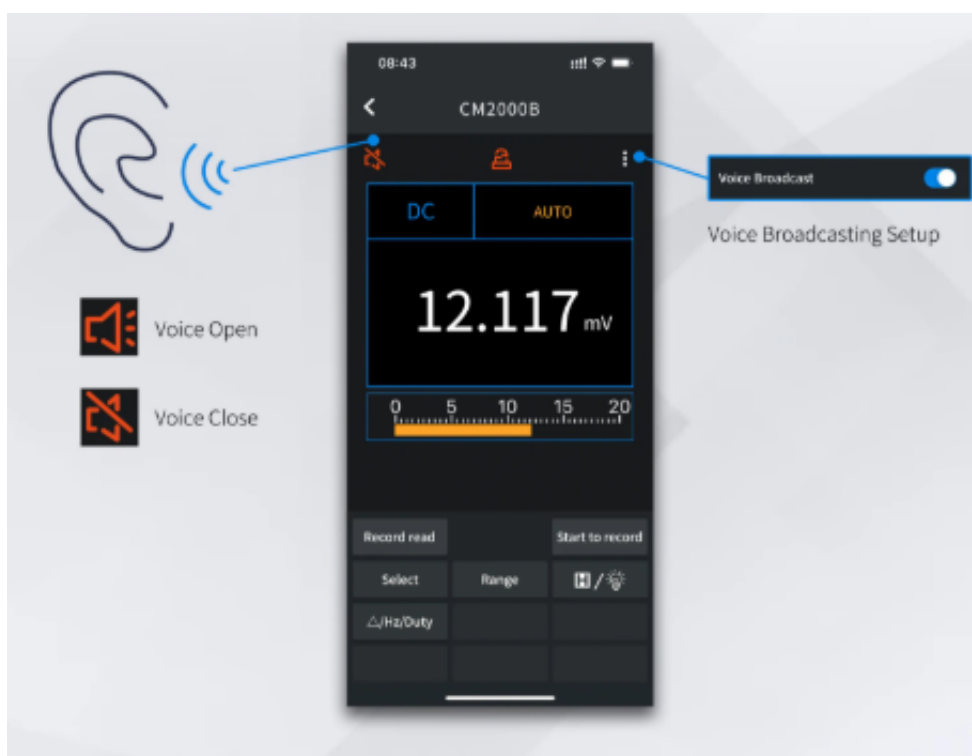 08:43
CM2000B
DC
AUTO
12.117 mV
0 5 10 15 20
Record read
Start to record
Select
Range
H/
△/Hz/Duty
Voice Open
Voice Close
Voice Broadcast
Voice Broadcasting Setup